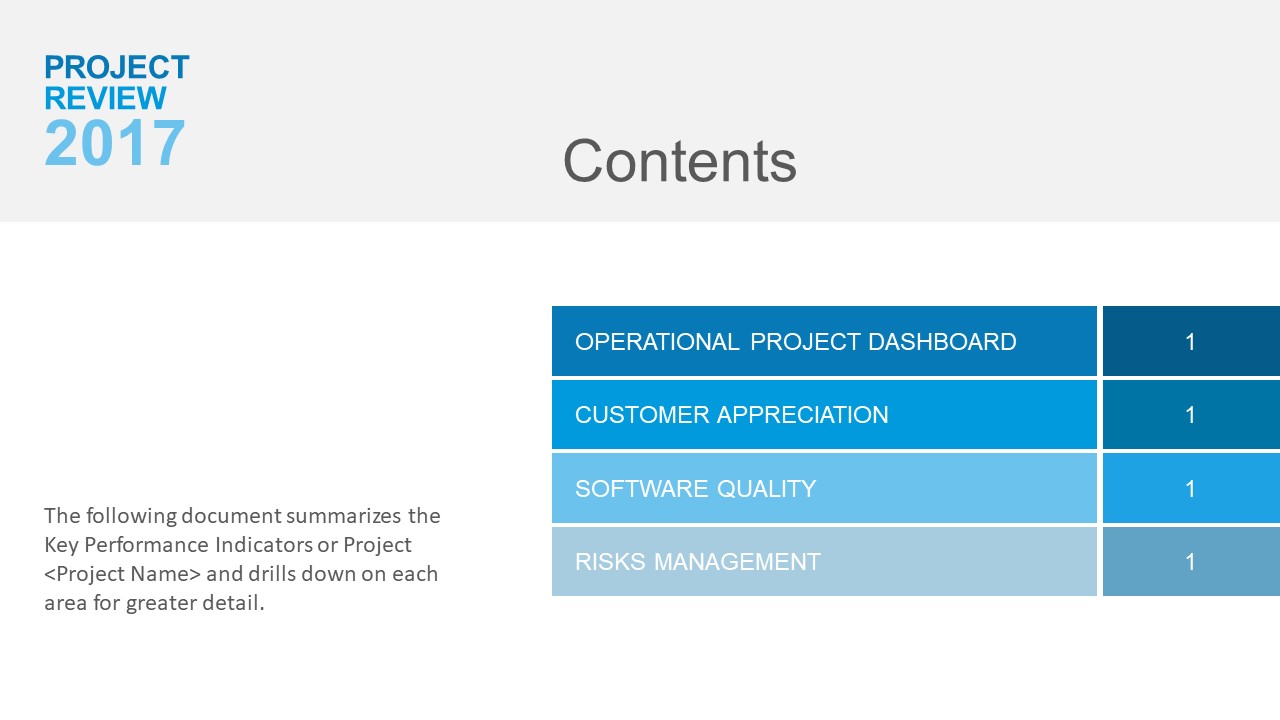 PROJECT
REVIEW
2017
Contents
OPERATIONAL PROJECT DASHBOARD 1
CUSTOMER APPRECIATION 1
SOFTWARE QUALITY 1
RISKS MANAGEMENT 1
The following document summarizes the
Key Performance Indicators or Project
<Project Name> and drills down on each
area for greater detail.